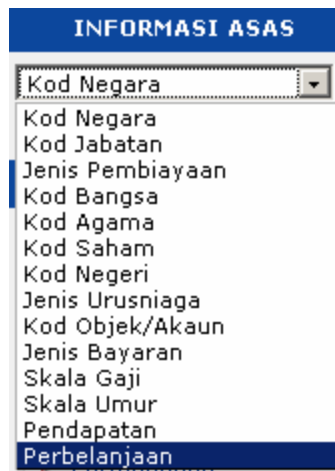 INFORMASI ASAS
Kod Negara
Kod Negara
Kod Jabatan
Jenis Pembiayaan
Kod Bangsa
Kod Agama
Kod Saham
Kod Negeri
Jenis Urusniaga
Kod Objek/Akaun
Jenis Bayaran
Skala Gaji
Skala Umur
Pendapatan
Perbelanjaan